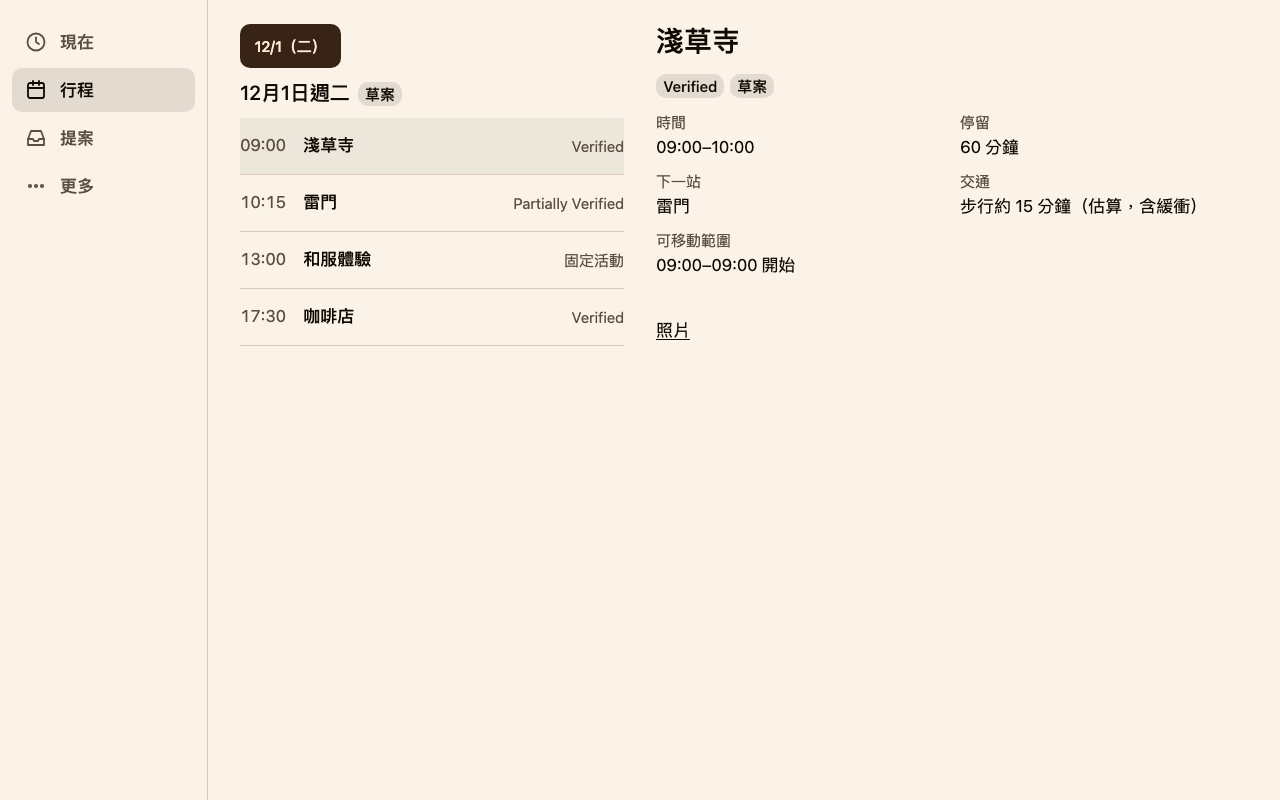 現在
行程
提案
更多
12/1（二）
12月1日週二 草案
09:00 淺草寺 Verified
10:15 雷門 Partially Verified
13:00 和服體驗 固定活動
17:30 咖啡店 Verified
淺草寺
Verified 草案
時間 停留
09:00–10:00 60 分鐘
下一站 交通
雷門 步行約 15 分鐘（估算，含緩衝）
可移動範圍
09:00–09:00 開始
照片